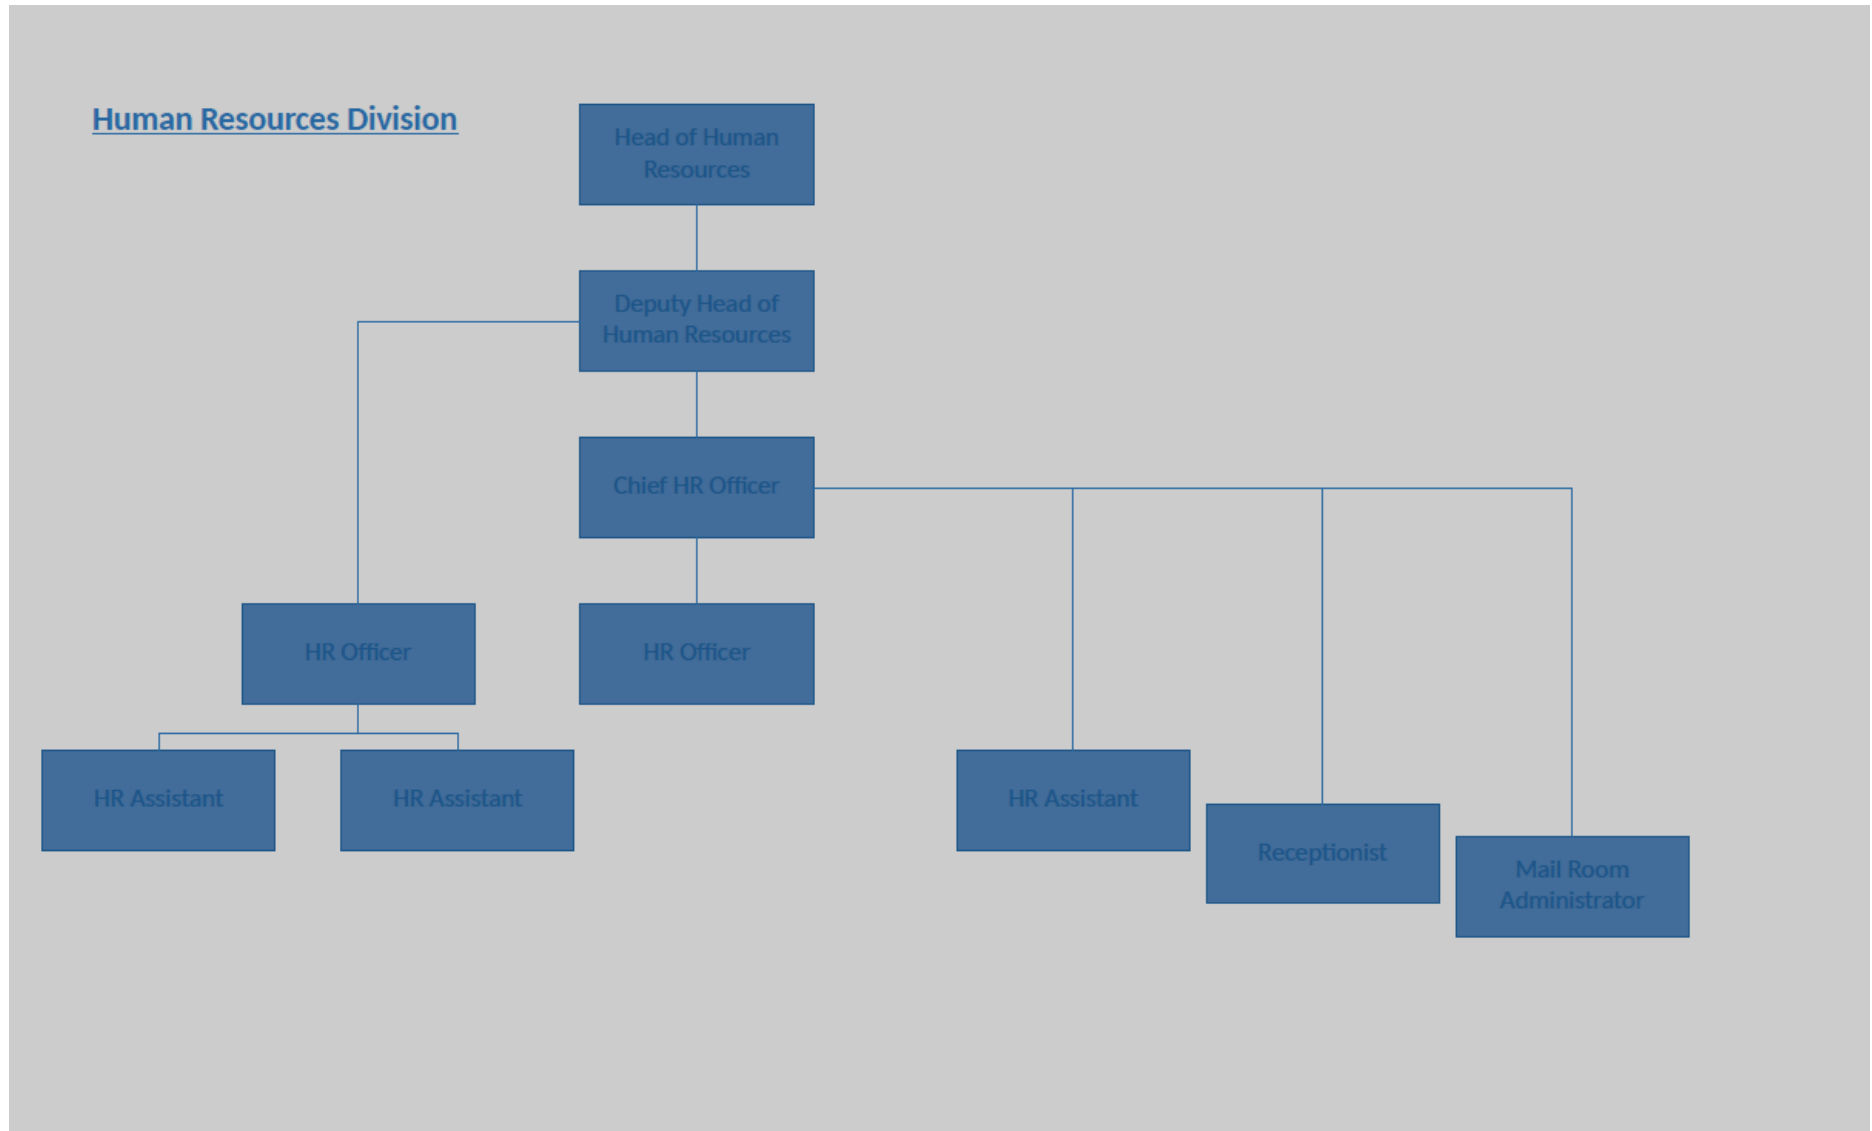 Human Resources Division
Head of Human
Resources
Deputy Head of
Human Resources
Chief HR Officer
HR Officer
HR Officer
HR Assistant
HR Assistant
HR Assistant
Receptionist
Mail Room
Administrator